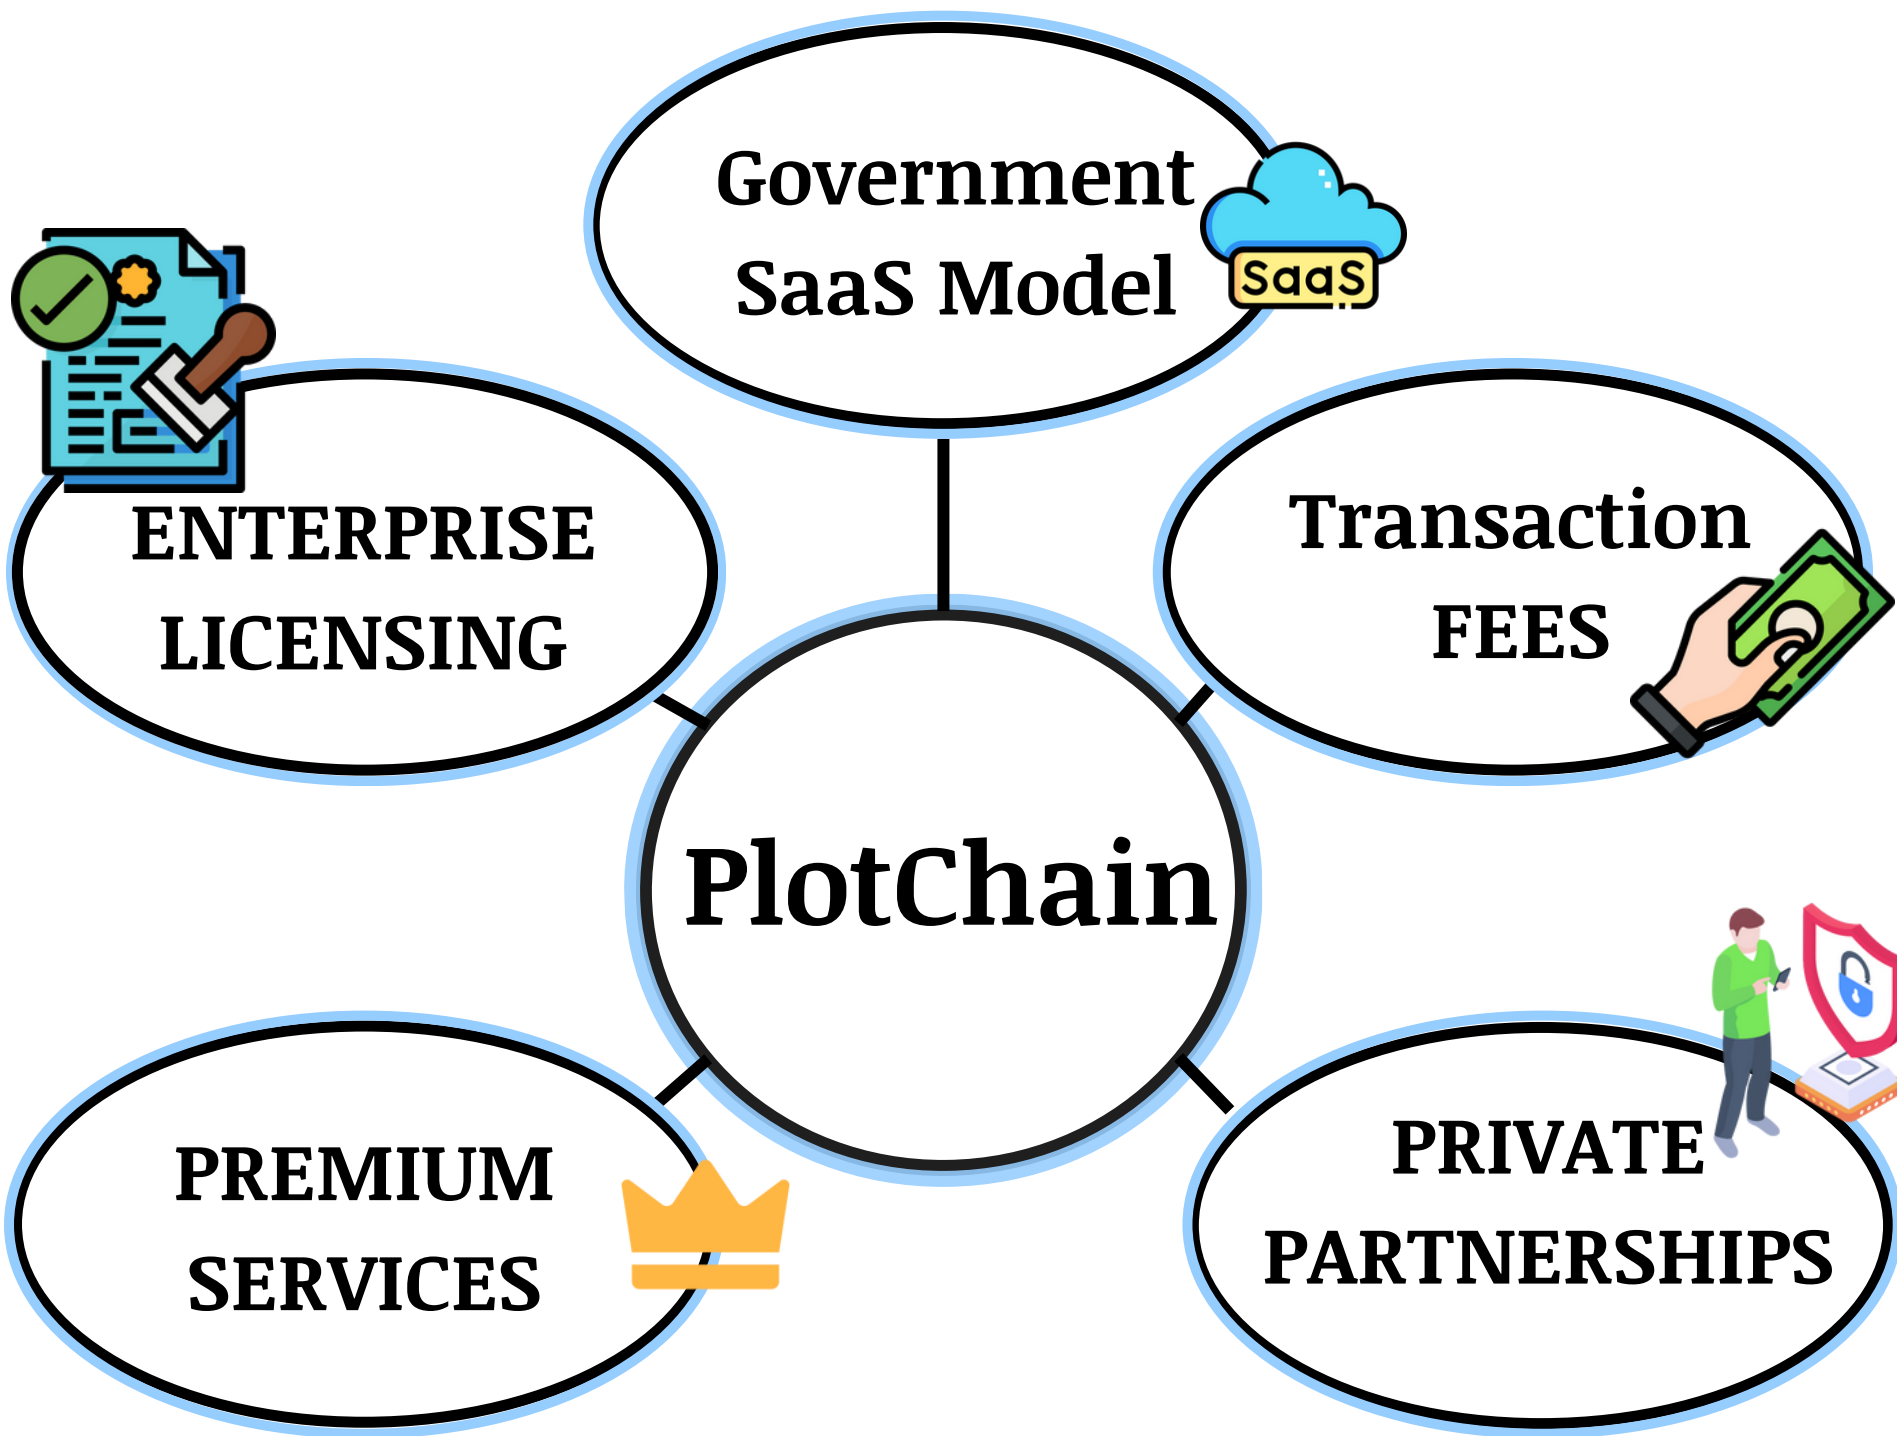 Government
SaaS Model
SaaS
ENTERPRISE
LICENSING
Transaction
FEES
PlotChain
PREMIUM
SERVICES
PRIVATE
PARTNERSHIPS